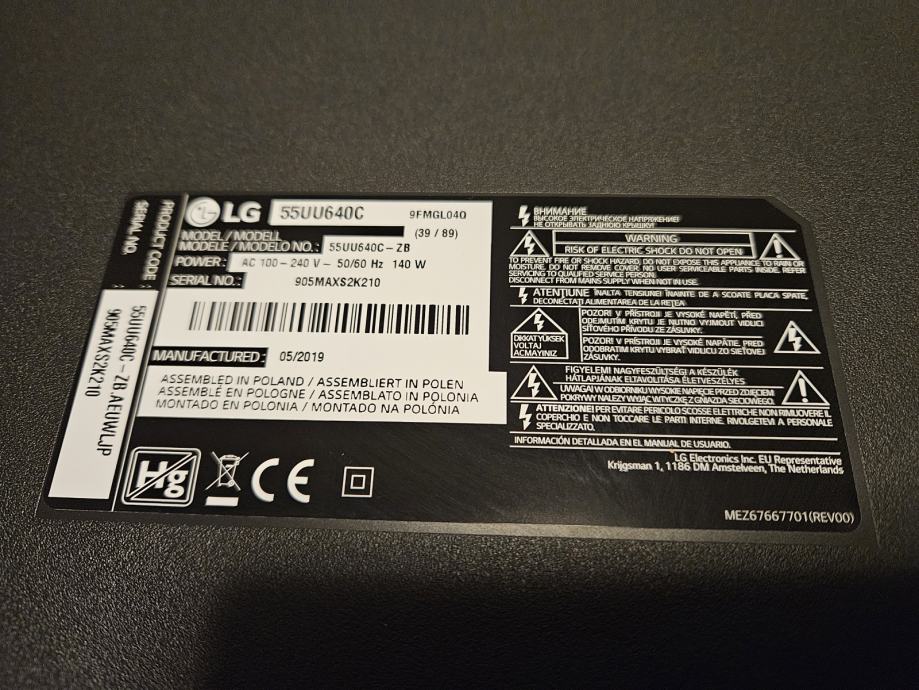 PRODUCT CODE :
SERIAL NO. :
55UU640C - ZB.AEUWLJP
905MAXS2K210
LG 55UU640C 9FMGL04Q
(39 / 89)
MODEL / MODELL
MODELE / MODELO NO. : 55UU640C - ZB
POWER : AC 100 - 240 V ~ 50/60 Hz 140 W
SERIAL NO. : 905MAXS2K210
MANUFACTURED : 05/2019
ASSEMBLED IN POLAND / ASSEMBLIERT IN POLEN
ASSEMBLE EN POLOGNE / ASSEMBLATO IN POLONIA
MONTADO EN POLONIA / MONTADO NA POLÔNIA
Hg
CE
ВНИМАНИЕ
ВЫСОКОЕ ЭЛЕКТРИЧЕСКОЕ НАПРЯЖЕНИЕ
НЕ ОТКРЫВАТЬ ЗАДНЮЮ КРЫШКУ!
WARNING
RISK OF ELECTRIC SHOCK DO NOT OPEN
TO PREVENT FIRE OR SHOCK HAZARD, DO NOT EXPOSE THIS APPLIANCE TO RAIN OR
MOISTURE. DO NOT REMOVE COVER. NO USER SERVICEABLE PARTS INSIDE. REFER
SERVICING TO QUALIFIED SERVICE PERSON.
DISCONNECT FROM MAINS SUPPLY WHEN NOT IN USE.
ATENȚIUNE ÎNALTA TENSIUNE! ÎNAINTE DE A SCOATE PLACA SPATE,
DECONECTAȚI ALIMENTAREA DE LA REȚEA
DIKKAT YÜKSEK
VOLTAJ
AÇMAYINIZ
POZOR! V PŘÍSTROJI JE VYSOKÉ NAPĚTÍ, PŘED
ODEJMUTÍM KRYTU JE NUTNO VYJMOUT VIDLICI
SÍŤOVÉHO PŘÍVODU ZE ZÁSUVKY.
POZOR! V PRÍSTROJI JE VYSOKÉ NAPÄTIE, PRED
ODOBRATIM KRYTU VYBRAŤ VIDLICU ZO SIEŤOVEJ
ZÁSUVKY.
FIGYELEM! NAGYFESZÜLTSÉG! A KÉSZÜLÉK
HÁTLAPJÁNAK ELTÁVOLÍTÁSA ÉLETVESZÉLYES
UWAGA! W ODBIORNIKU WYSOKIE NAPIĘCIE PRZED ZDJĘCIEM
POKRYWY NALEŻY WYJĄĆ WTYCZKĘ Z GNIAZDA SIECIOWEGO.
ATTENZIONE! PER EVITARE PERICOLO SCOSSE ELETTRICHE NON RIMUOVERE IL
COPERCHIO E NON TOCCARE LE PARTI INTERNE. RIVOLGETEVI A PERSONALE
SPECIALIZZATO.
INFORMACIÓN DETALLADA EN EL MANUAL DE USUARIO.
LG Electronics Inc. EU Representative
Krijgsman 1, 1186 DM Amstelveen, The Netherlands
MEZ67667701(REV00)